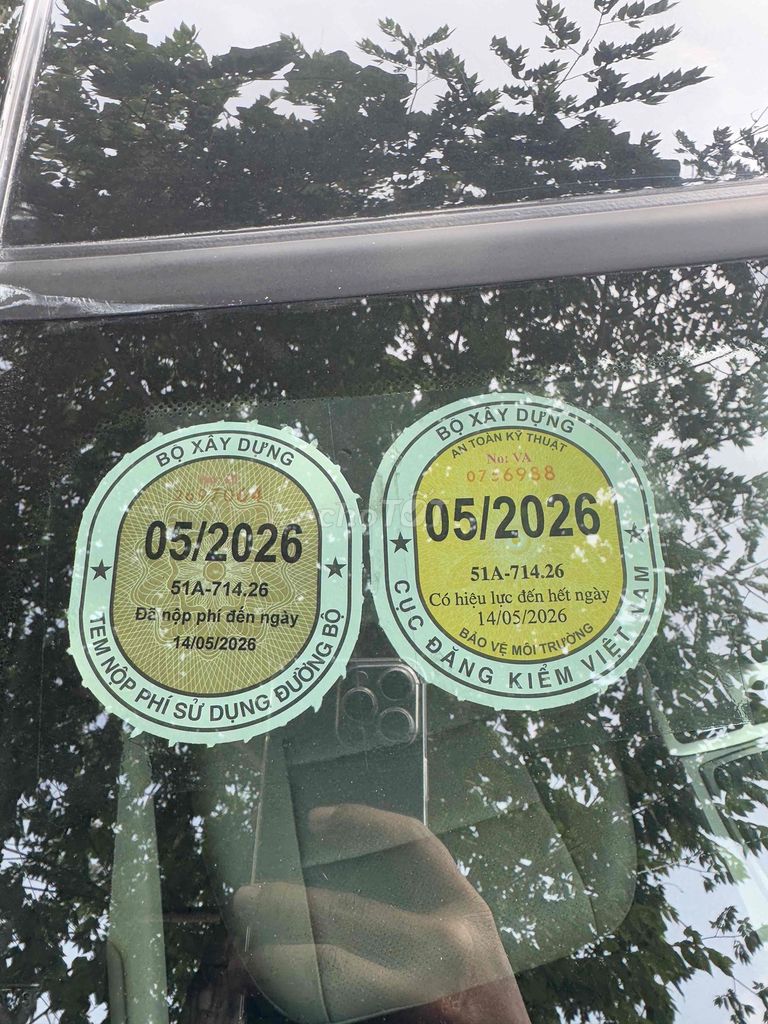 BỘ XÂY DỰNG
05/2026
51A-714.26
Đã nộp phí đến ngày
14/05/2026
TEM NỘP PHÍ SỬ DỤNG ĐƯỜNG BỘ
BỘ XÂY DỰNG
AN TOÀN KỸ THUẬT
No: VA
05/2026
51A-714.26
Có hiệu lực đến hết ngày
14/05/2026
BẢO VỆ MÔI TRƯỜNG
CỤC ĐĂNG KIỂM VIỆT NAM